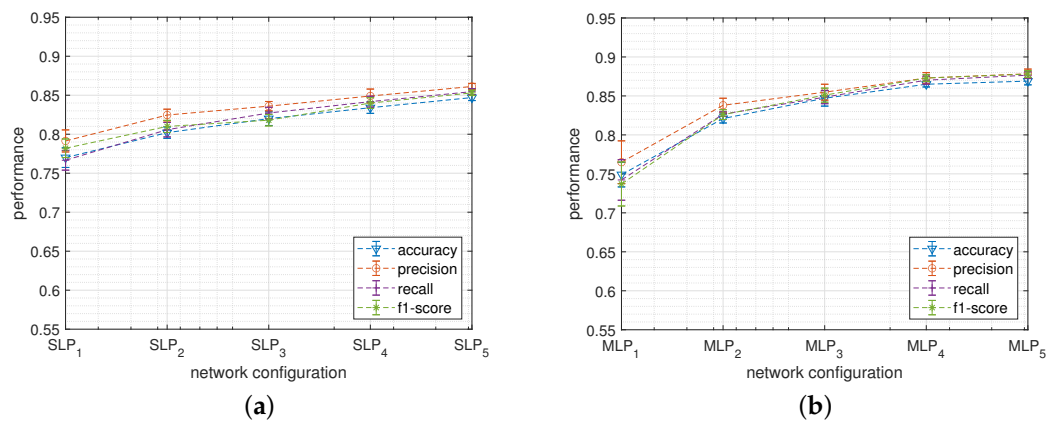 0.95
0.9
0.85
0.8
0.75
0.7
0.65
0.6
0.55
performance
SLP1 SLP2 SLP3 SLP4 SLP5
network configuration
accuracy
precision
recall
f1-score
(a)
0.95
0.9
0.85
0.8
0.75
0.7
0.65
0.6
0.55
performance
MLP1 MLP2 MLP3 MLP4 MLP5
network configuration
accuracy
precision
recall
f1-score
(b)